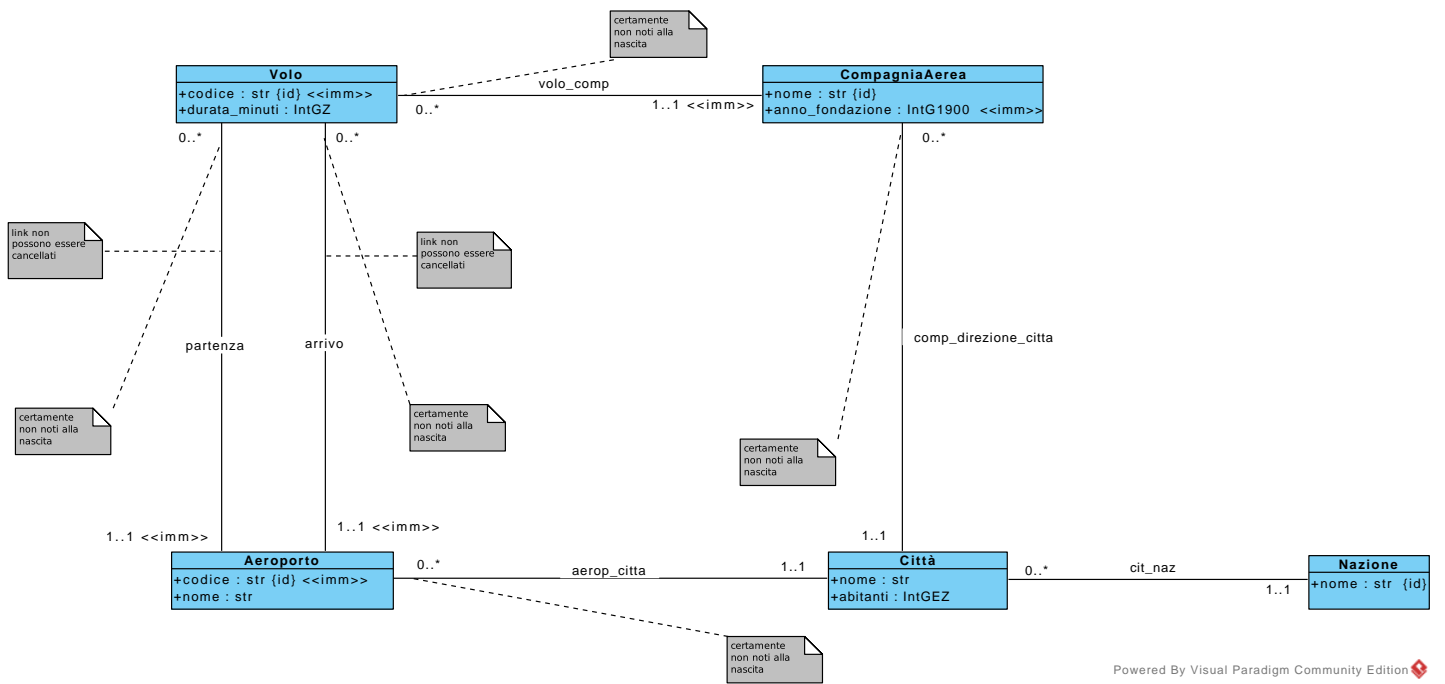 certamente
non noti alla
nascita
Volo
+codice : str {id} <<imm>>
+durata_minuti : IntGZ
volo_comp
0..*
1..1 <<imm>>
CompagniaAerea
+nome : str {id}
+anno_fondazione : IntG1900  <<imm>>
0..*
0..*
0..*
link non
possono essere
cancellati
link non
possono essere
cancellati
partenza
arrivo
comp_direzione_citta
certamente
non noti alla
nascita
certamente
non noti alla
nascita
certamente
non noti alla
nascita
1..1 <<imm>>
1..1 <<imm>>
1..1
Aeroporto
+codice : str {id} <<imm>>
+nome : str
0..*
aerop_citta
1..1
Città
+nome : str
+abitanti : IntGEZ
0..*
cit_naz
1..1
Nazione
+nome : str  {id}
certamente
non noti alla
nascita
Powered By Visual Paradigm Community Edition